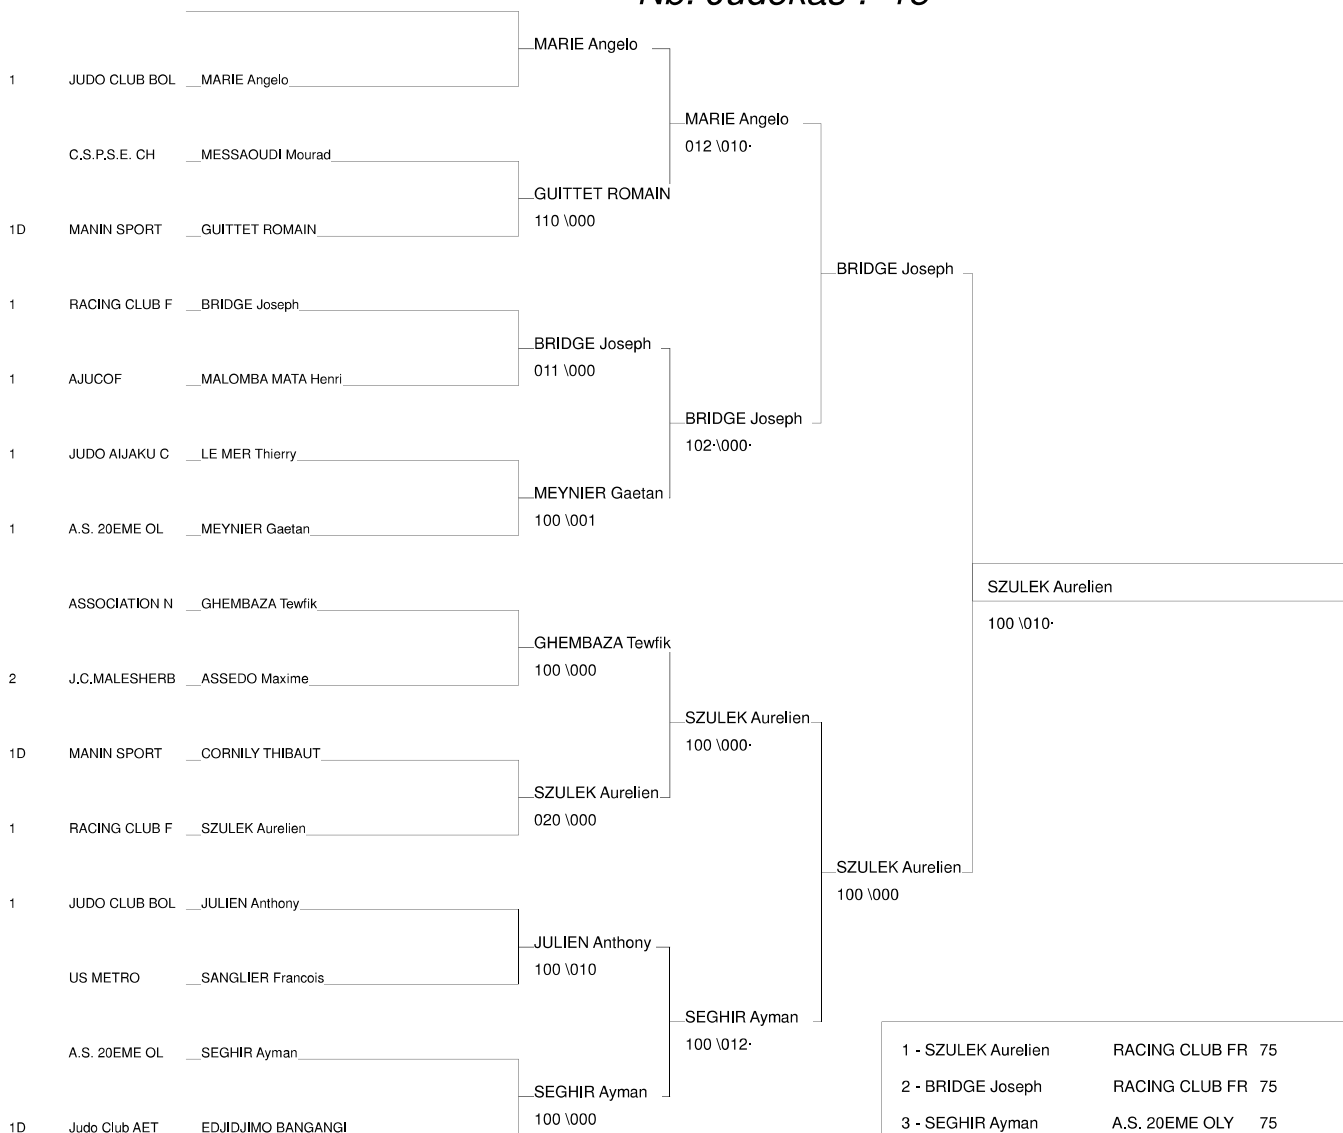 Nb. Judokas : 15
MARIE Angelo
1 JUDO CLUB BOL MARIE Angelo
MARIE Angelo
012 \010·
C.S.P.S.E. CH MESSAOUDI Mourad
GUITTET ROMAIN
110 \000
1D MANIN SPORT GUITTET ROMAIN
BRIDGE Joseph
1 RACING CLUB F BRIDGE Joseph
BRIDGE Joseph
011 \000
1 AJUCOF MALOMBA MATA Henri
BRIDGE Joseph
102·\000·
1 JUDO AIJAKU C LE MER Thierry
MEYNIER Gaetan
100 \001
1 A.S. 20EME OL MEYNIER Gaetan
SZULEK Aurelien
100 \010·
ASSOCIATION N GHEMBAZA Tewfik
GHEMBAZA Tewfik
100 \000
2 J.C.MALESHERB ASSEDO Maxime
SZULEK Aurelien
100 \000·
1D MANIN SPORT CORNILY THIBAUT
SZULEK Aurelien
020 \000
1 RACING CLUB F SZULEK Aurelien
SZULEK Aurelien
100 \000
1 JUDO CLUB BOL JULIEN Anthony
JULIEN Anthony
100 \010
US METRO SANGLIER Francois
SEGHIR Ayman
100 \012·
A.S. 20EME OL SEGHIR Ayman
SEGHIR Ayman
100 \000
1D Judo Club AET EDJIDJIMO BANGANGI
1 - SZULEK Aurelien RACING CLUB FR 75
2 - BRIDGE Joseph RACING CLUB FR 75
3 - SEGHIR Ayman A.S. 20EME OLY 75